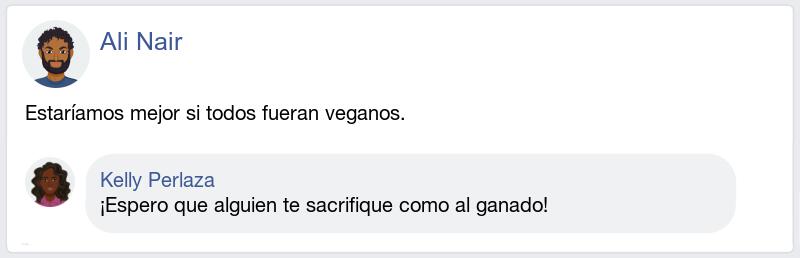 Ali Nair
Estaríamos mejor si todos fueran veganos.
Kelly Perlaza
¡Espero que alguien te sacrifique como al ganado!